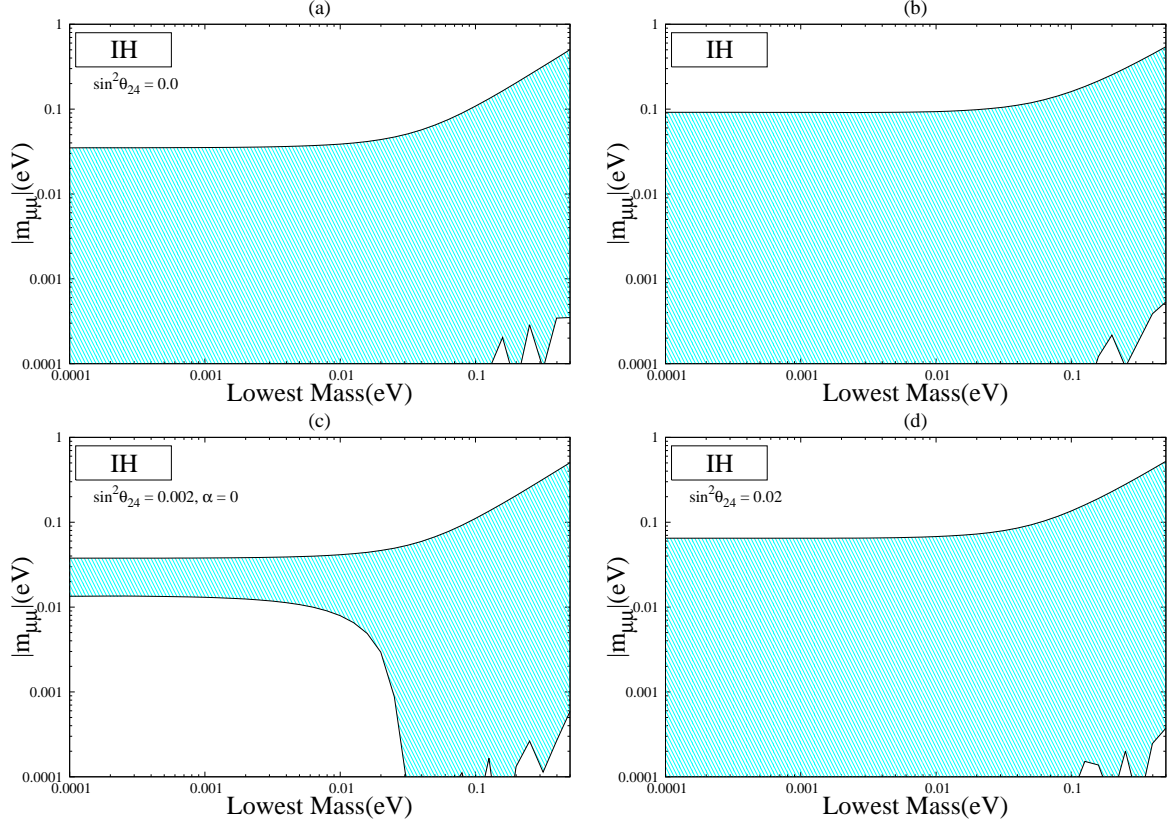 (a)
IH
sin²θ₂₄ = 0.0
1
0.1
0.01
0.001
0.0001
|m_μμ|(eV)
0.0001 0.001 0.01 0.1
Lowest Mass(eV)
(b)
IH
1
0.1
0.01
0.001
0.0001
|m_μμ|(eV)
0.0001 0.001 0.01 0.1
Lowest Mass(eV)
(c)
IH
sin²θ₂₄ = 0.002, α = 0
1
0.1
0.01
0.001
0.0001
|m_μμ|(eV)
0.0001 0.001 0.01 0.1
Lowest Mass(eV)
(d)
IH
sin²θ₂₄ = 0.02
1
0.1
0.01
0.001
0.0001
|m_μμ|(eV)
0.0001 0.001 0.01 0.1
Lowest Mass(eV)